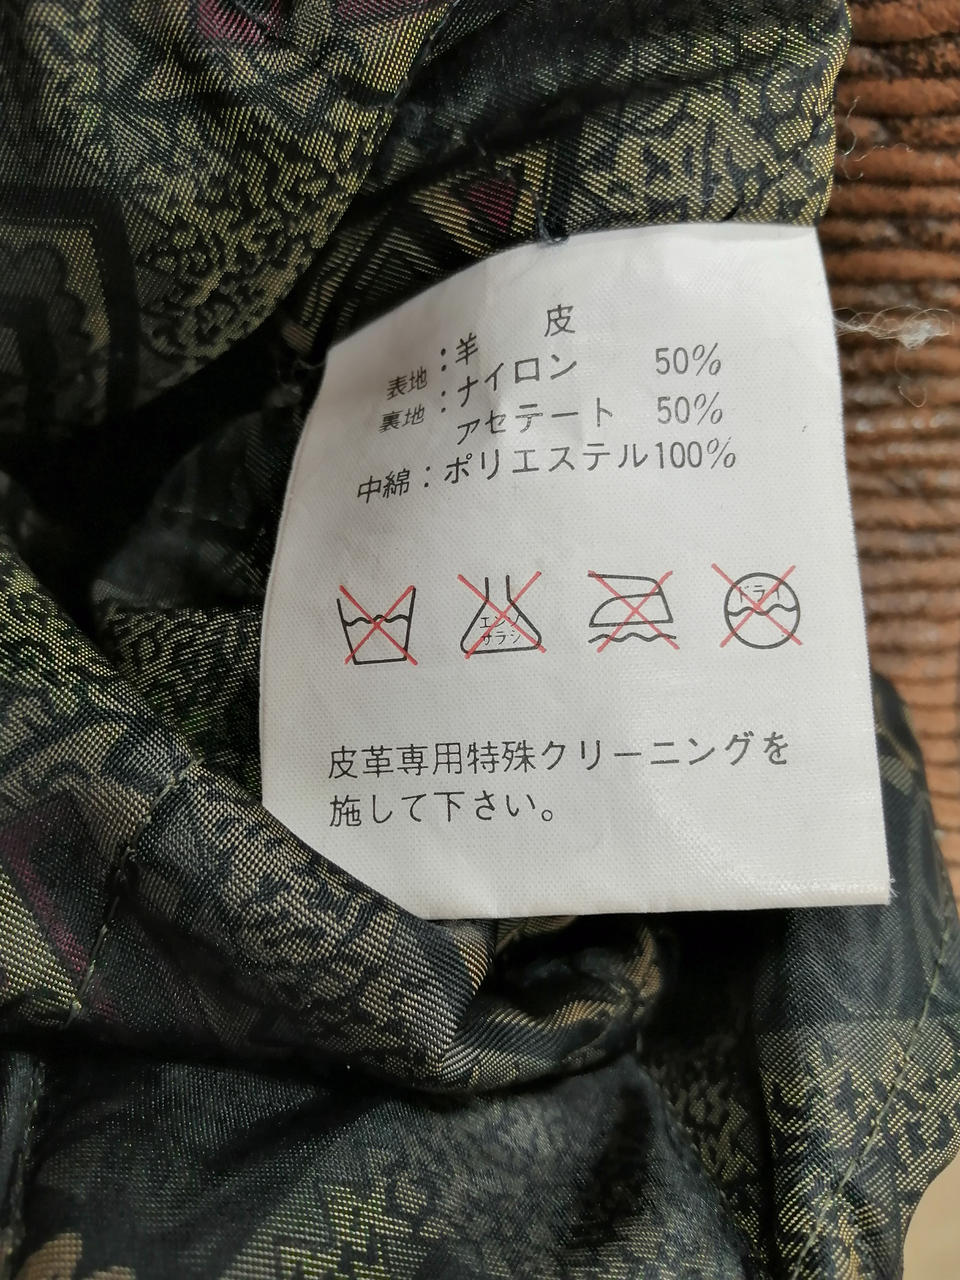 表地:羊 皮
裏地:ナイロン 50%
アセテート 50%
中綿:ポリエステル100%
エンソ
サラシ
ドライ
皮革専用特殊クリーニングを
施して下さい。